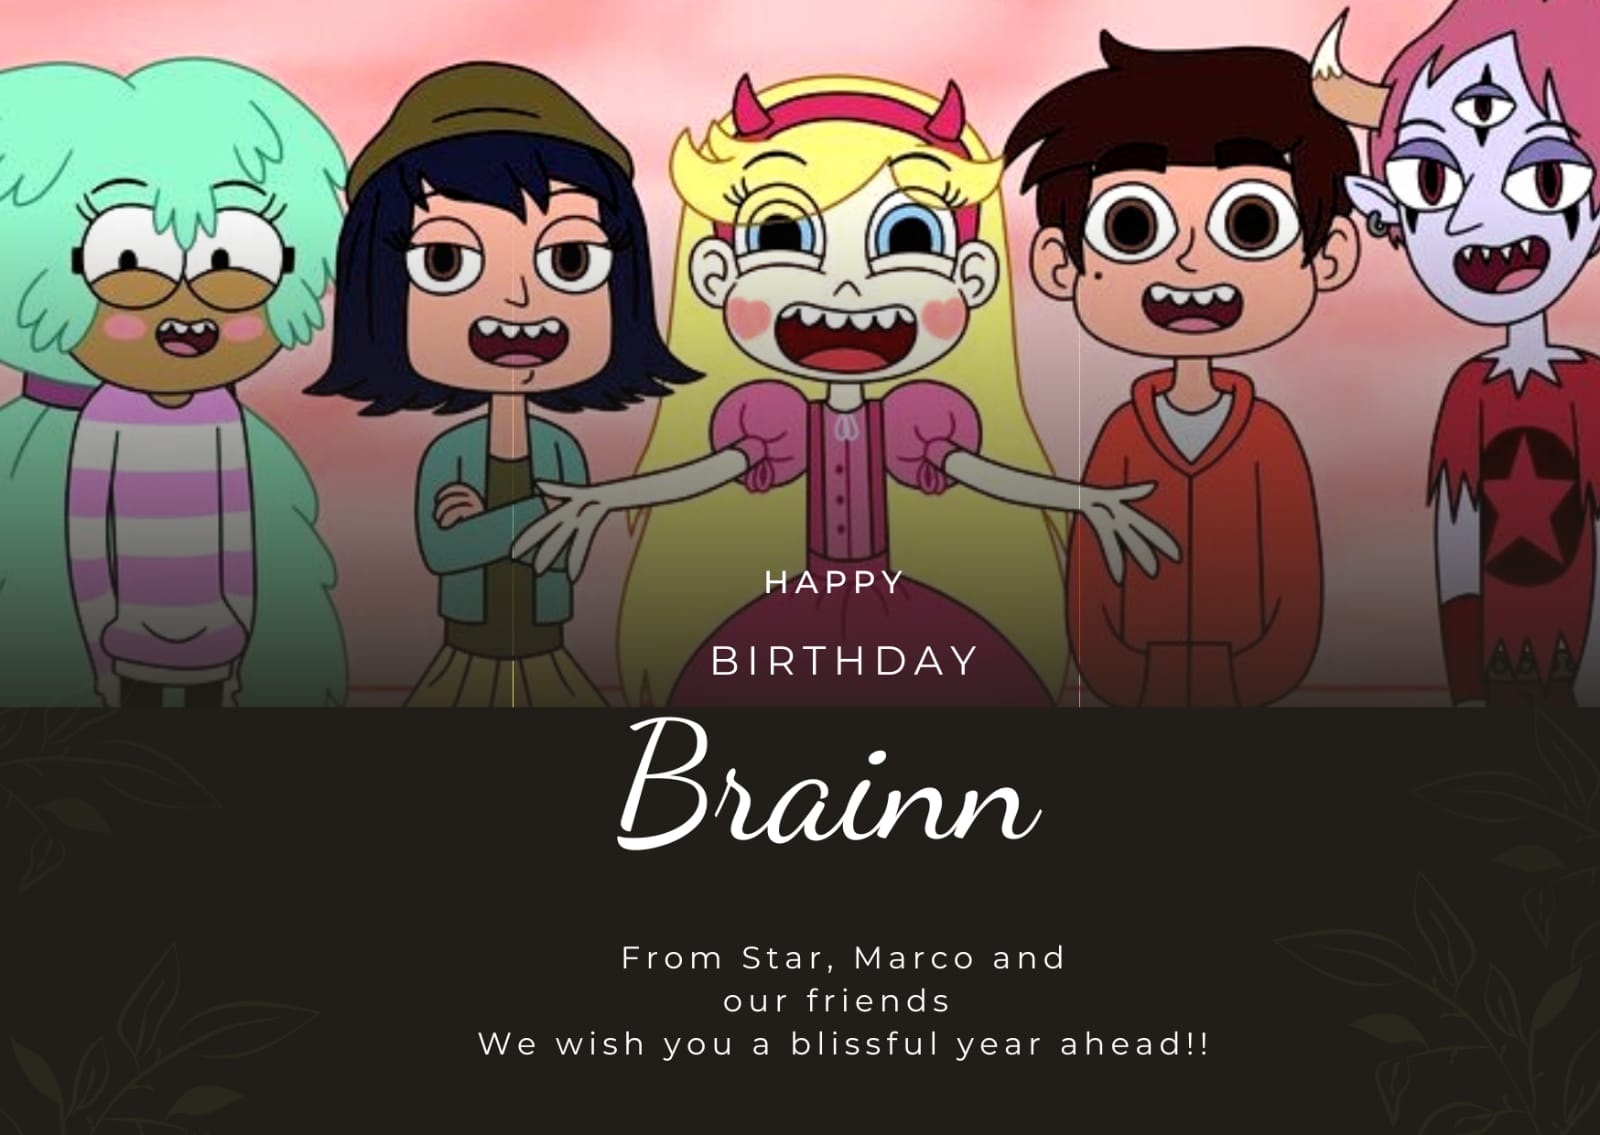 HAPPY
BIRTHDAY
Brainn
From Star, Marco and
our friends
We wish you a blissful year ahead!!